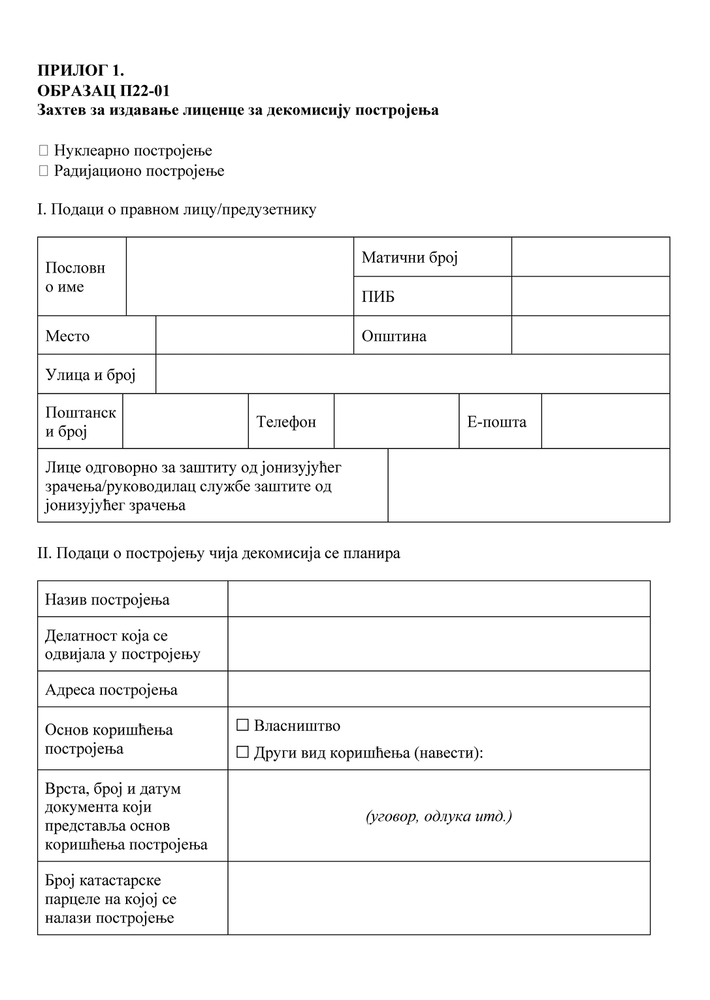 ПРИЛОГ 1.
ОБРАЗАЦ П22-01
Захтев за издавање лиценце за декомисију постројења
☐ Нуклеарно постројење
☐ Радијационо постројење
I. Подаци о правном лицу/предузетнику
Пословн
о име
Матични број
ПИБ
Место
Општина
Улица и број
Поштанск
и број
Телефон
Е-пошта
Лице одговорно за заштиту од јонизујућег
зрачења/руководилац службе заштите од
јонизујућег зрачења
II. Подаци о постројењу чија декомисија се планира
Назив постројења
Делатност која се
одвијала у постројењу
Адреса постројења
Основ коришћења
постројења
☐ Власништво
☐ Други вид коришћења (навести):
Врста, број и датум
документа који
представља основ
коришћења постројења
(уговор, одлука итд.)
Број катастарске
парцеле на којој се
налази постројење